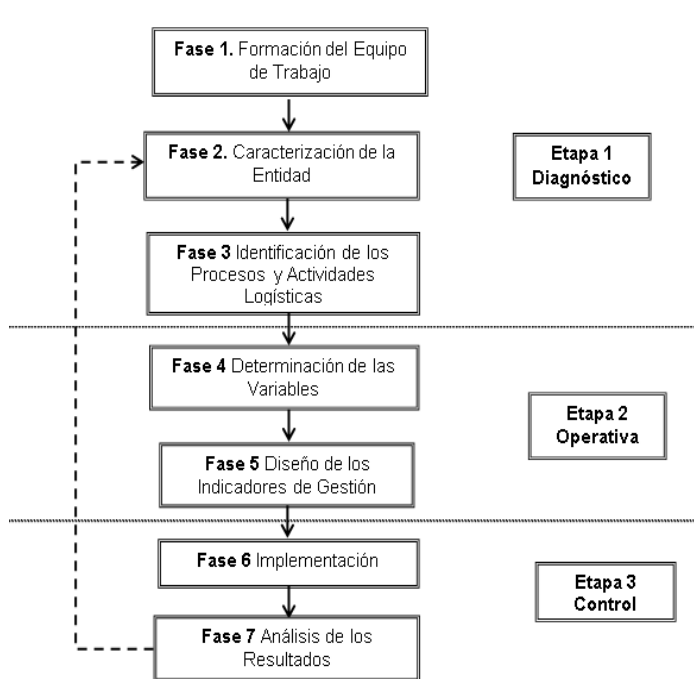 Fase 1. Formación del Equipo
de Trabajo
Fase 2. Caracterización de la
Entidad
Etapa 1
Diagnóstico
Fase 3 Identificación de los
Procesos y Actividades
Logísticas
Fase 4 Determinación de las
Variables
Etapa 2
Operativa
Fase 5 Diseño de los
Indicadores de Gestión
Fase 6 Implementación
Etapa 3
Control
Fase 7 Análisis de los
Resultados